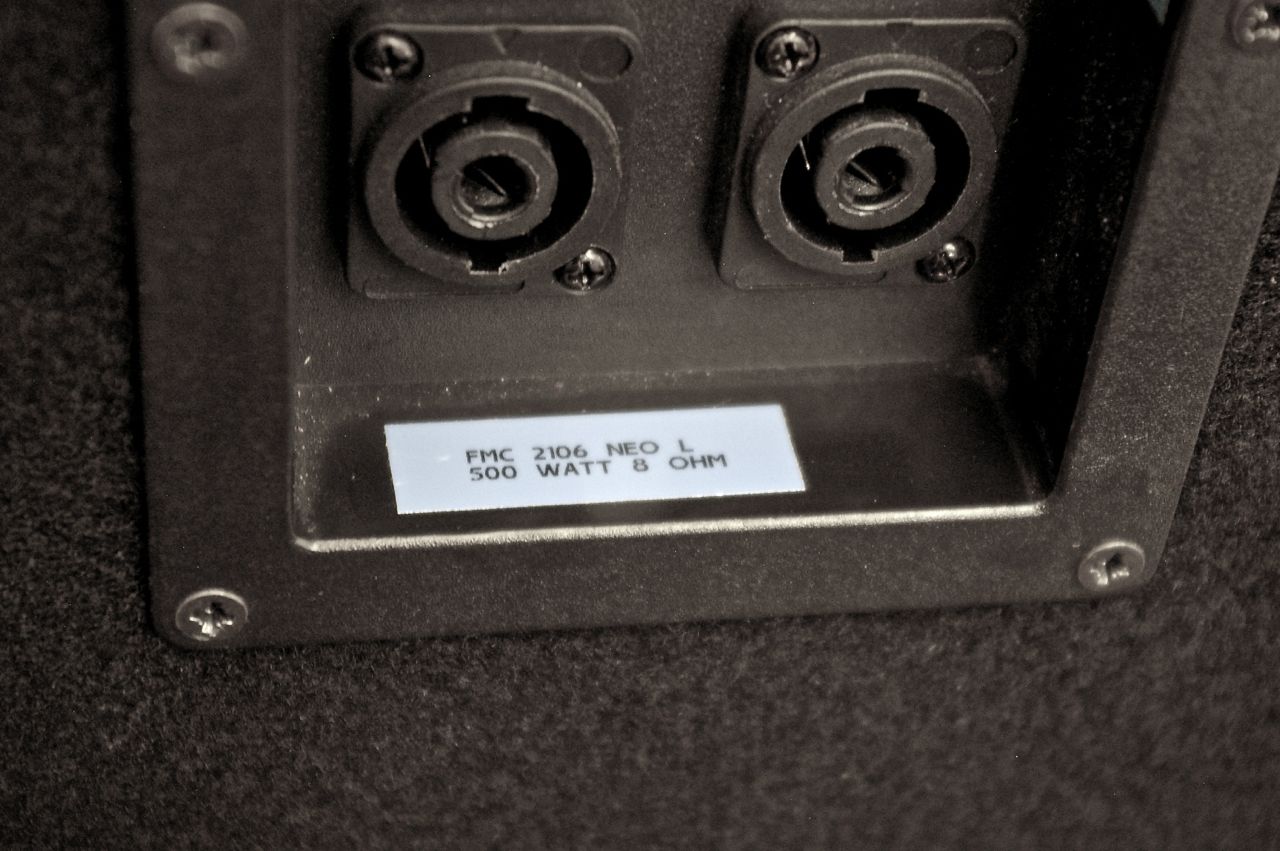 FMC 2106 NEO L
500 WATT 8 OHM